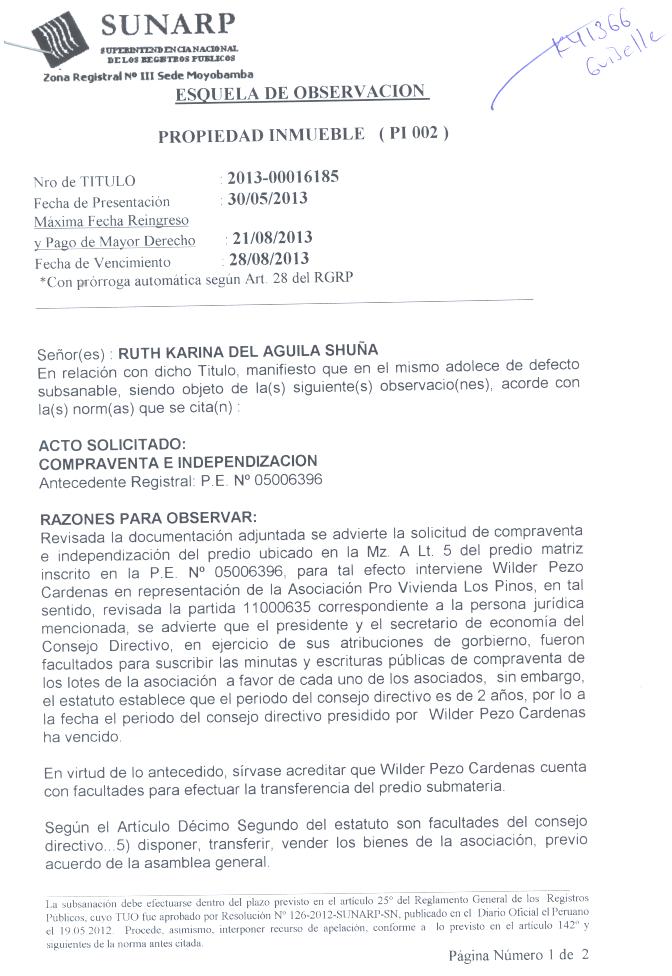 SUNARP
SUPERINTENDENCIA NACIONAL
DE LOS REGISTROS PUBLICOS
Zona Registral Nº III Sede Moyobamba
K41366
Guiselle
ESQUELA DE OBSERVACION
PROPIEDAD INMUEBLE ( PI 002 )
Nro de TITULO : 2013-00016185
Fecha de Presentación : 30/05/2013
Máxima Fecha Reingreso
y Pago de Mayor Derecho : 21/08/2013
Fecha de Vencimiento : 28/08/2013
*Con prórroga automática según Art. 28 del RGRP
Señor(es) : RUTH KARINA DEL AGUILA SHUÑA
En relación con dicho Titulo, manifiesto que en el mismo adolece de defecto
subsanable, siendo objeto de la(s) siguiente(s) observacio(nes), acorde con
la(s) norm(as) que se cita(n) :
ACTO SOLICITADO:
COMPRAVENTA E INDEPENDIZACION
Antecedente Registral: P.E. Nº 05006396
RAZONES PARA OBSERVAR:
Revisada la documentación adjuntada se advierte la solicitud de compraventa
e independización del predio ubicado en la Mz. A Lt. 5 del predio matriz
inscrito en la P.E. Nº 05006396, para tal efecto interviene Wilder Pezo
Cardenas en representación de la Asociación Pro Vivienda Los Pinos, en tal
sentido, revisada la partida 11000635 correspondiente a la persona jurídica
mencionada, se advierte que el presidente y el secretario de economía del
Consejo Directivo, en ejercicio de sus atribuciones de gorbierno, fueron
facultados para suscribir las minutas y escrituras públicas de compraventa de
los lotes de la asociación a favor de cada uno de los asociados, sin embargo,
el estatuto establece que el periodo del consejo directivo es de 2 años, por lo a
la fecha el periodo del consejo directivo presidido por Wilder Pezo Cardenas
ha vencido.
En virtud de lo antecedido, sírvase acreditar que Wilder Pezo Cardenas cuenta
con facultades para efectuar la transferencia del predio submateria.
Según el Artículo Décimo Segundo del estatuto son facultades del consejo
directivo...5) disponer, transferir, vender los bienes de la asociación, previo
acuerdo de la asamblea general.
La subsanación debe efectuarse dentro del plazo previsto en el artículo 25° del Reglamento General de los Registros
Públicos, cuyo TUO fue aprobado por Resolución Nº 126-2012-SUNARP-SN, publicado en el Diario Oficial el Peruano
el 19.05.2012. Procede, asimismo, interponer recurso de apelación, conforme a lo previsto en el artículo 142° y
siguientes de la norma antes citada.
Página Número 1 de 2